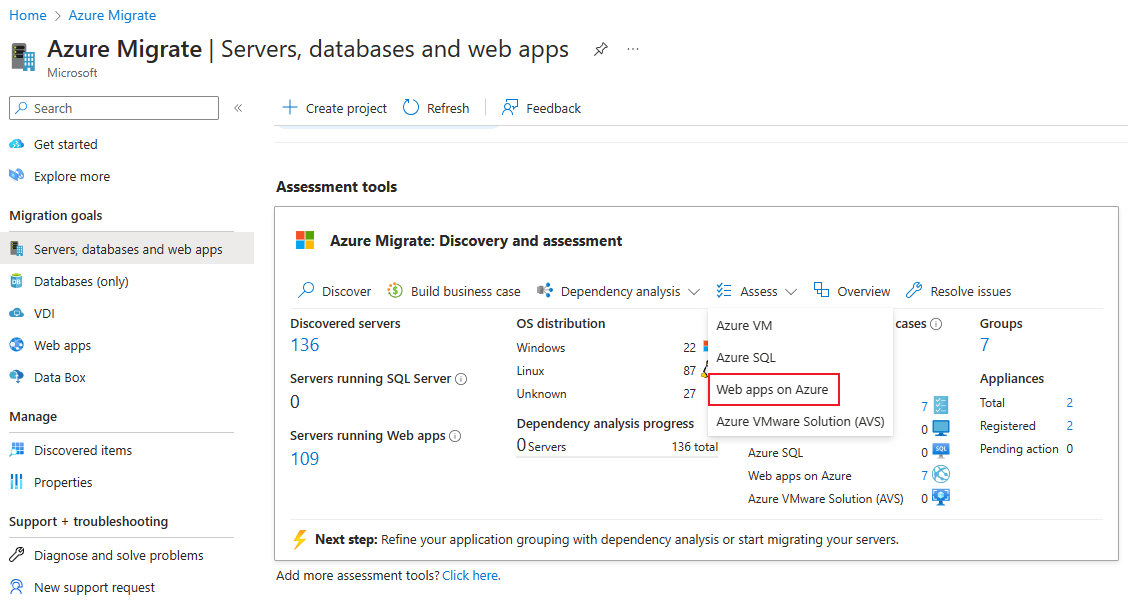 Home > Azure Migrate
Azure Migrate | Servers, databases and web apps
Microsoft
Search
Create project
Refresh
Feedback
Get started
Explore more
Migration goals
Servers, databases and web apps
Databases (only)
VDI
Web apps
Data Box
Manage
Discovered items
Properties
Support + troubleshooting
Diagnose and solve problems
New support request
Assessment tools
Azure Migrate: Discovery and assessment
Discover
Build business case
Dependency analysis
Assess
Overview
Resolve issues
Discovered servers
136
Servers running SQL Server
0
Servers running Web apps
109
OS distribution
Windows 22
Linux 87
Unknown 27
Dependency analysis progress
0 Servers 136 total
Azure VM
Azure SQL
Web apps on Azure
Azure VMware Solution (AVS)
cases
7
0
Azure SQL 0
Web apps on Azure 7
Azure VMware Solution (AVS) 0
Groups
7
Appliances
Total 2
Registered 2
Pending action 0
Next step: Refine your application grouping with dependency analysis or start migrating your servers.
Add more assessment tools? Click here.